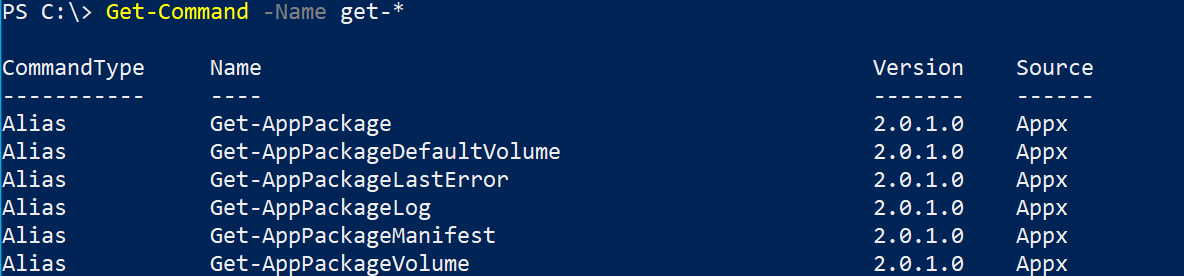 PS C:\> Get-Command -Name get-*
CommandType Name Version Source
----------- ---- ------- ------
Alias Get-AppPackage 2.0.1.0 Appx
Alias Get-AppPackageDefaultVolume 2.0.1.0 Appx
Alias Get-AppPackageLastError 2.0.1.0 Appx
Alias Get-AppPackageLog 2.0.1.0 Appx
Alias Get-AppPackageManifest 2.0.1.0 Appx
Alias Get-AppPackageVolume 2.0.1.0 Appx